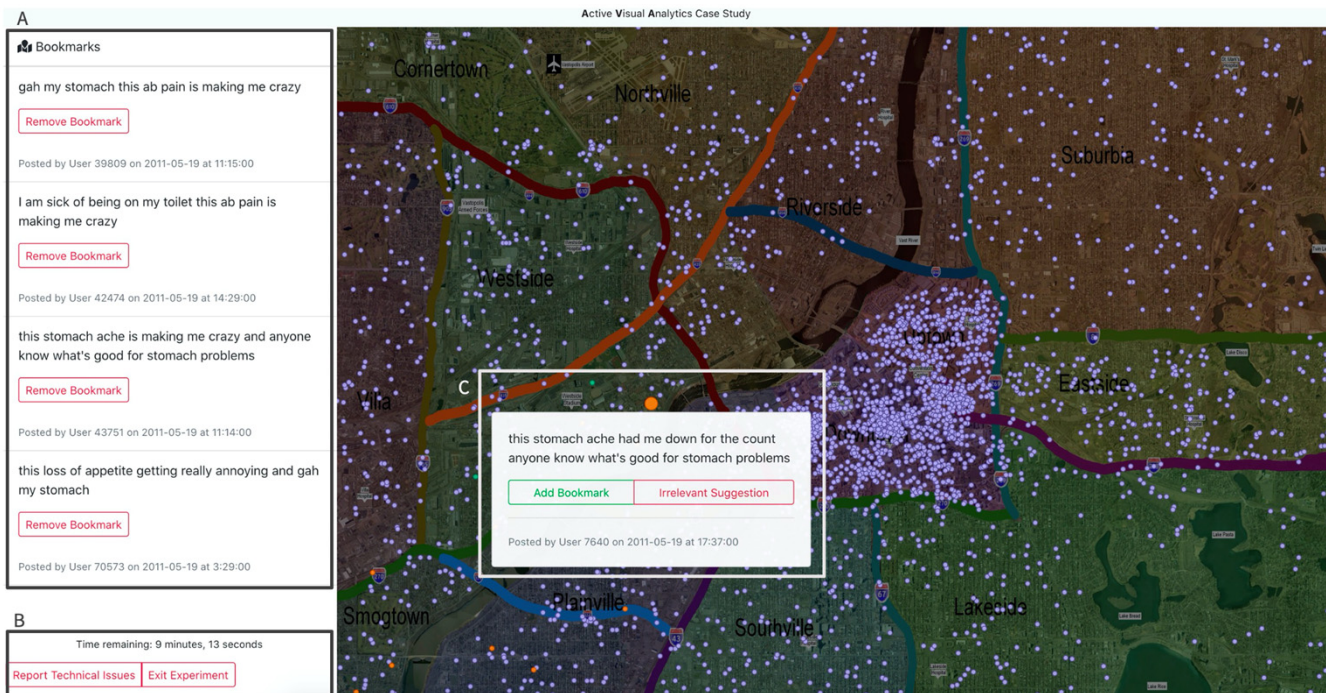 Active Visual Analytics Case Study
A
Bookmarks
gah my stomach this ab pain is making me crazy
Remove Bookmark
Posted by User 39809 on 2011-05-19 at 11:15:00
I am sick of being on my toilet this ab pain is
making me crazy
Remove Bookmark
Posted by User 42474 on 2011-05-19 at 14:29:00
this stomach ache is making me crazy and anyone
know what's good for stomach problems
Remove Bookmark
Posted by User 43751 on 2011-05-19 at 11:14:00
this loss of appetite getting really annoying and gah
my stomach
Remove Bookmark
Posted by User 70573 on 2011-05-19 at 3:29:00
B
Time remaining: 9 minutes, 13 seconds
Report Technical Issues
Exit Experiment
Cornertown
Northville
Suburbia
Riverside
Westside
Uptown
Eastside
Villa
C
this stomach ache had me down for the count
anyone know what's good for stomach problems
Add Bookmark
Irrelevant Suggestion
Posted by User 7640 on 2011-05-19 at 17:37:00
Smogtown
Plainville
Southville
Lakeside